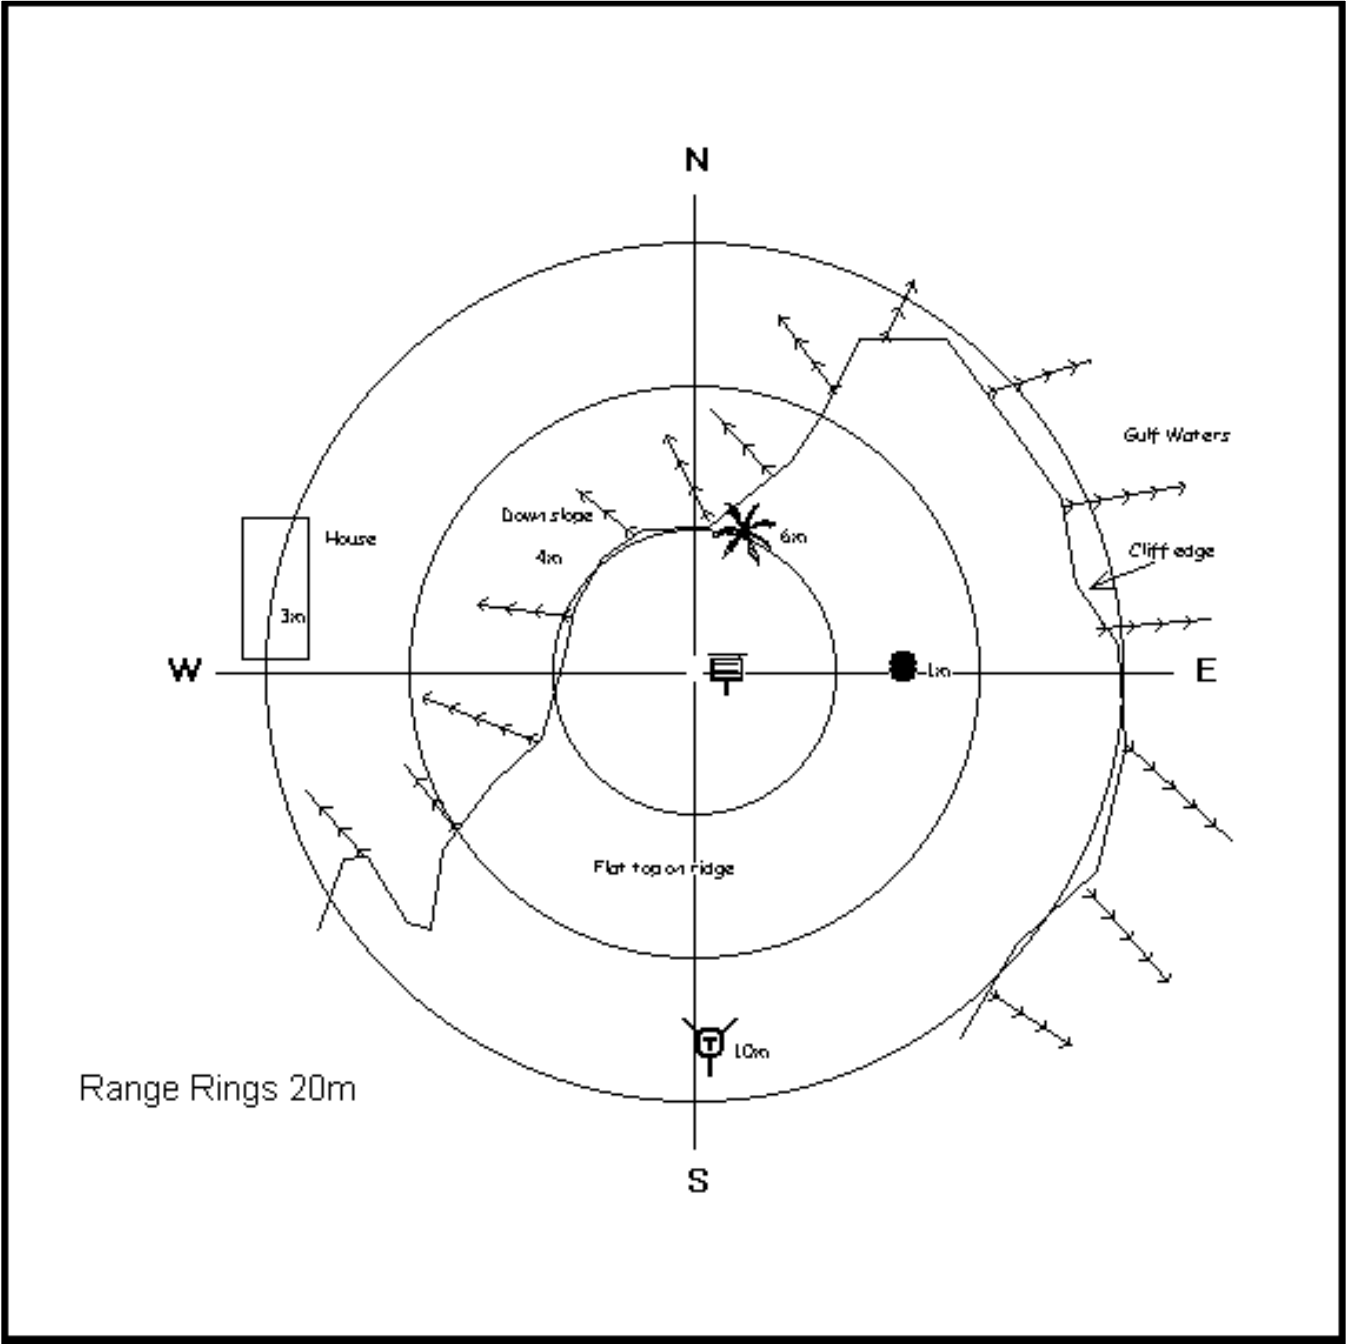 N
Gulf Waters
Down slope
6m
House
4m
Cliff edge
3m
W
1m
E
Flat top on ridge
T
10m
Range Rings 20m
S